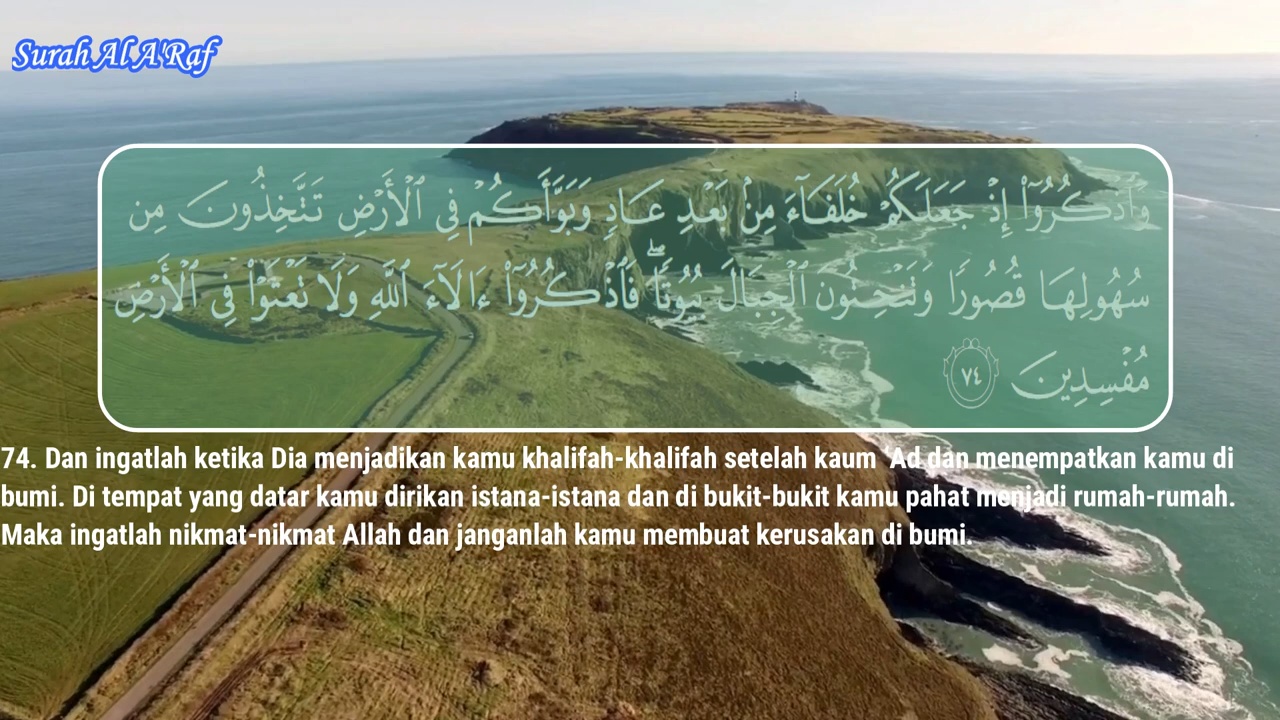 Surah Al A'Raf
وَٱذْكُرُوٓا۟ إِذْ جَعَلَكُمْ خُلَفَآءَ مِنۢ بَعْدِ عَادٍ وَبَوَّأَكُمْ فِى ٱلْأَرْضِ تَتَّخِذُونَ مِن
سُهُولِهَا قُصُورًا وَتَنْحِتُونَ ٱلْجِبَالَ بُيُوتًا ۖ فَٱذْكُرُوٓا۟ ءَالَآءَ ٱللَّهِ وَلَا تَعْثَوْا۟ فِى ٱلْأَرْضِ
مُفْسِدِينَ ٧٤
74. Dan ingatlah ketika Dia menjadikan kamu khalifah-khalifah setelah kaum ‘Ad dan menempatkan kamu di
bumi. Di tempat yang datar kamu dirikan istana-istana dan di bukit-bukit kamu pahat menjadi rumah-rumah.
Maka ingatlah nikmat-nikmat Allah dan janganlah kamu membuat kerusakan di bumi.